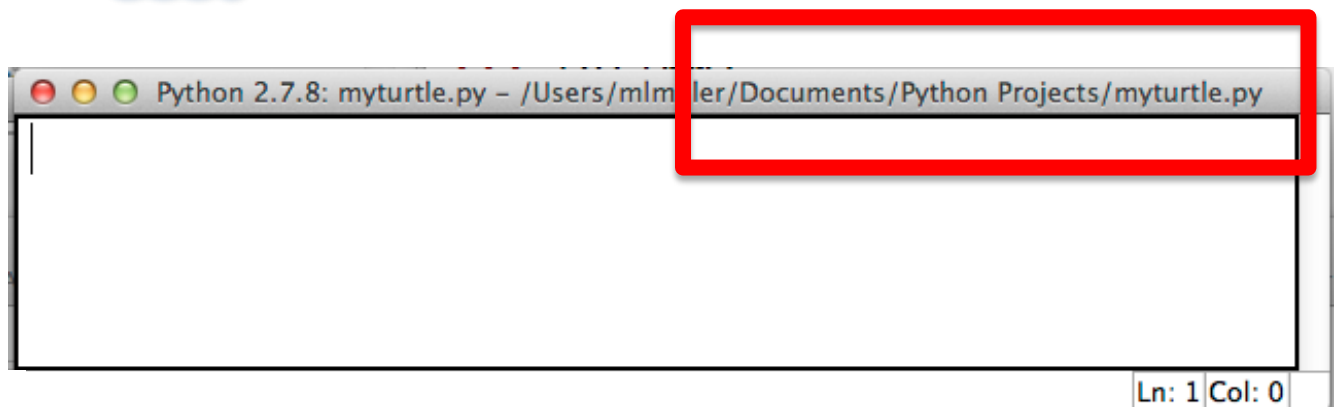 Python 2.7.8: myturtle.py – /Users/ /Documents/Python Projects/myturtle.py
Ln: 1 Col: 0